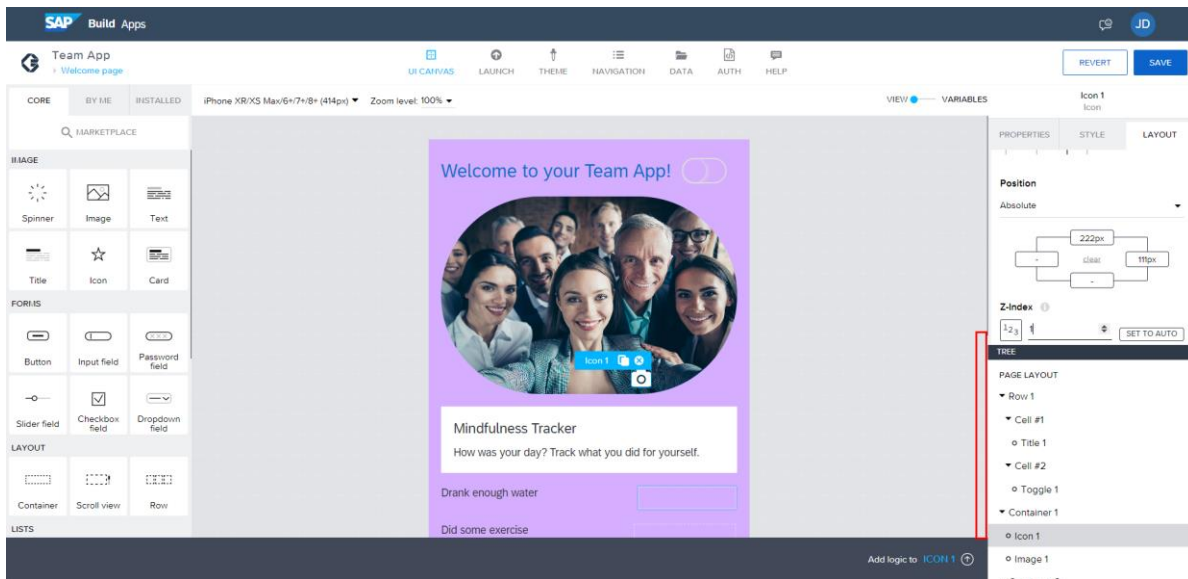 SAP Build Apps
JD
Team App
> Welcome page
UI CANVAS LAUNCH THEME NAVIGATION DATA AUTH HELP
REVERT SAVE
CORE BY ME INSTALLED
iPhone XR/XS Max/6+/7+/8+ (414px) Zoom level: 100%
VIEW VARIABLES
Icon 1
Icon
MARKETPLACE
PROPERTIES STYLE LAYOUT
IMAGE
Spinner Image Text
Title Icon Card
FORMS
Button Input field Password field
Slider field Checkbox field Dropdown field
LAYOUT
Container Scroll view Row
LISTS
Welcome to your Team App!
Icon 1
Mindfulness Tracker
How was your day? Track what you did for yourself.
Drank enough water
Did some exercise
Add logic to ICON 1
Position
Absolute
222px
- clear 111px
-
Z-Index
123 1 SET TO AUTO
TREE
PAGE LAYOUT
Row 1
Cell #1
Title 1
Cell #2
Toggle 1
Container 1
Icon 1
Image 1